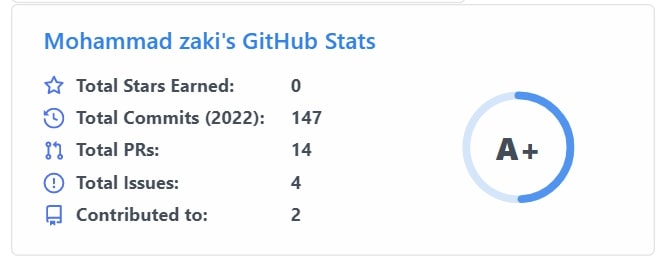 Mohammad zaki's GitHub Stats
Total Stars Earned: 0
Total Commits (2022): 147
Total PRs: 14
Total Issues: 4
Contributed to: 2
A+